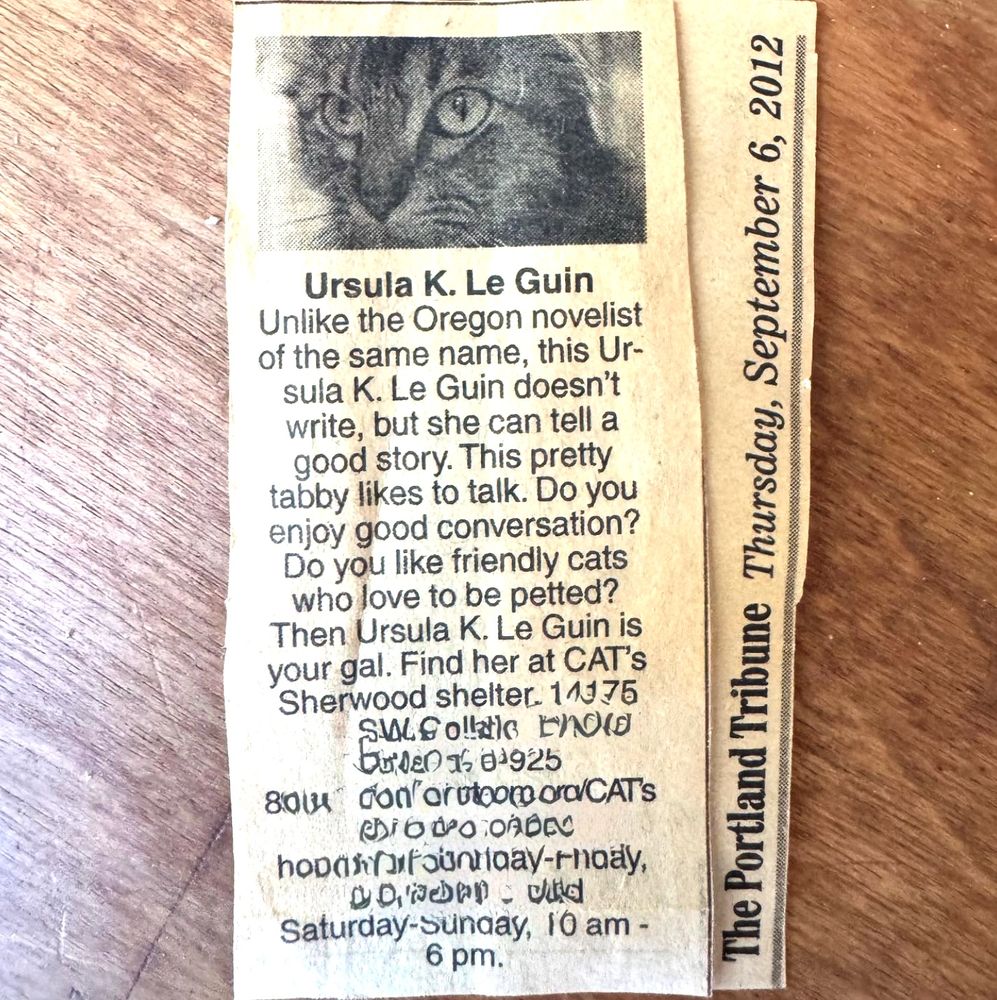 Ursula K. Le Guin
Unlike the Oregon novelist
of the same name, this Ur-
sula K. Le Guin doesn't
write, but she can tell a
good story. This pretty
tabby likes to talk. Do you
enjoy good conversation?
Do you like friendly cats
who love to be petted?
Then Ursula K. Le Guin is
your gal. Find her at CAT's
Sherwood shelter.
Saturday-Sunday, 10 am -
6 pm.
The Portland Tribune Thursday, September 6, 2012